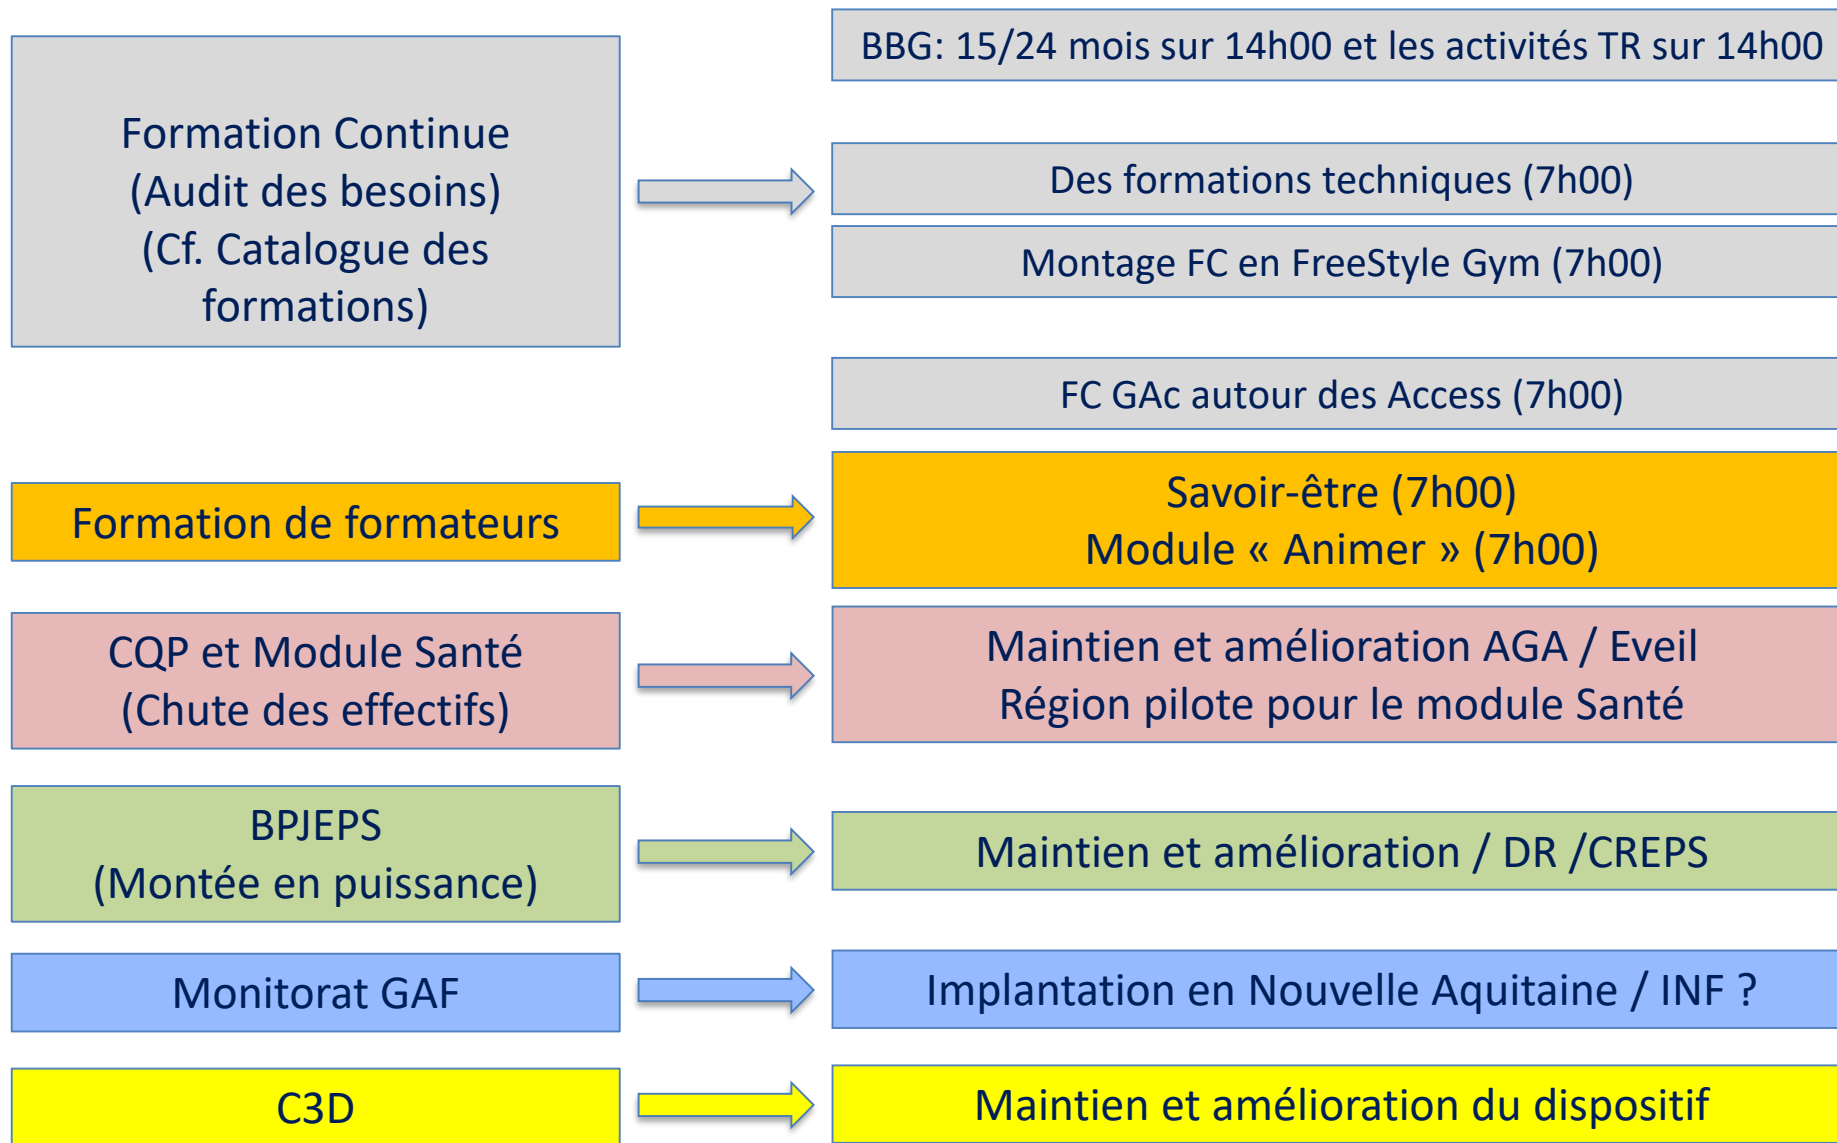 BBG: 15/24 mois sur 14h00 et les activités TR sur 14h00
Formation Continue
(Audit des besoins)
(Cf. Catalogue des
formations)
Des formations techniques (7h00)
Montage FC en FreeStyle Gym (7h00)
FC GAc autour des Access (7h00)
Formation de formateurs
Savoir-être (7h00)
Module « Animer » (7h00)
CQP et Module Santé
(Chute des effectifs)
Maintien et amélioration AGA / Eveil
Région pilote pour le module Santé
BPJEPS
(Montée en puissance)
Maintien et amélioration / DR /CREPS
Monitorat GAF
Implantation en Nouvelle Aquitaine / INF ?
C3D
Maintien et amélioration du dispositif